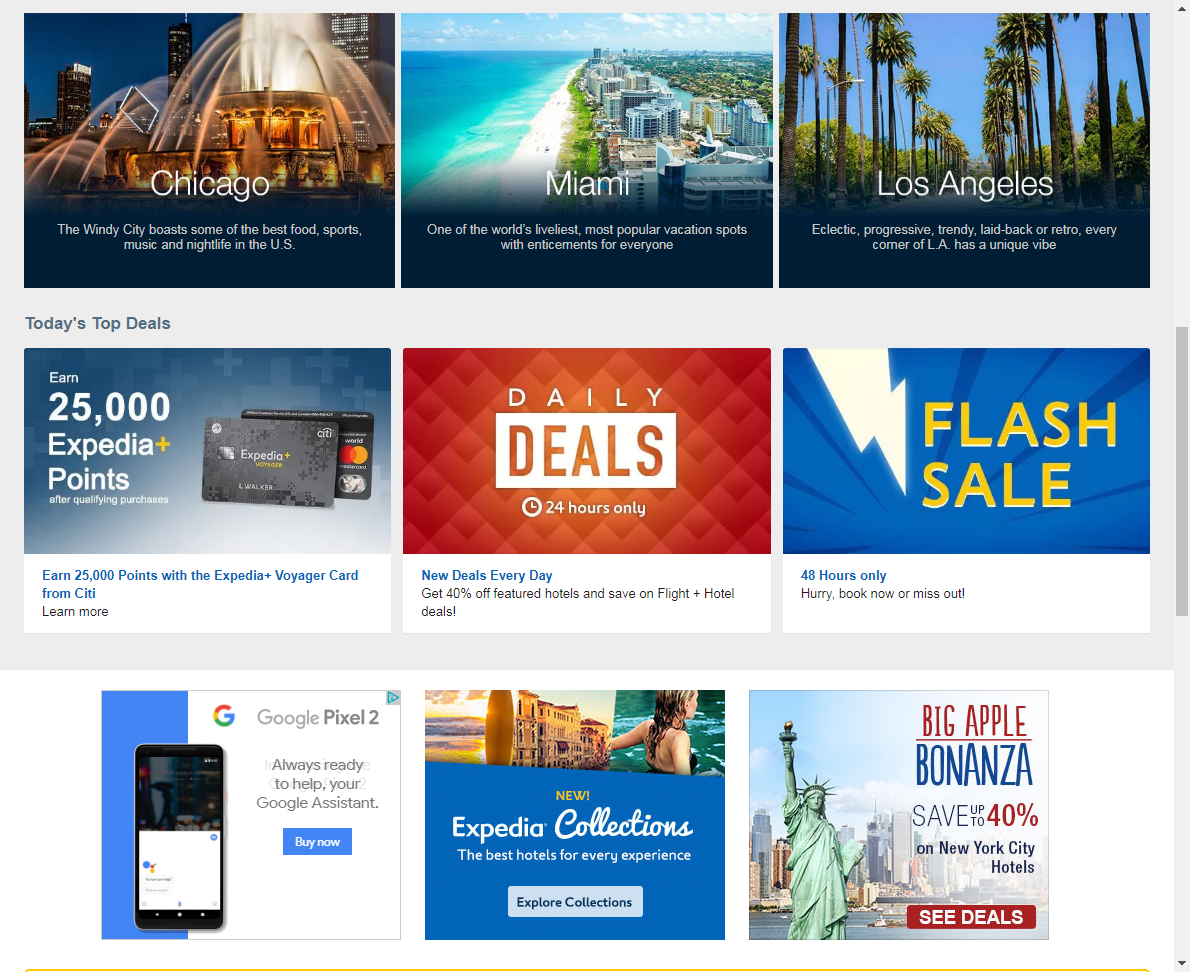 Chicago
The Windy City boasts some of the best food, sports,
music and nightlife in the U.S.
Miami
One of the world's liveliest, most popular vacation spots
with enticements for everyone
Los Angeles
Eclectic, progressive, trendy, laid-back or retro, every
corner of L.A. has a unique vibe
Today's Top Deals
Earn
25,000
Expedia+
Points
after qualifying purchases
citi
Expedia+
VOYAGER
L WALKER
world
mastercard
DAILY
DEALS
24 hours only
FLASH
SALE
Earn 25,000 Points with the Expedia+ Voyager Card
from Citi
Learn more
New Deals Every Day
Get 40% off featured hotels and save on Flight + Hotel
deals!
48 Hours only
Hurry, book now or miss out!
G
Google Pixel 2
Always ready
to help, your
Google Assistant.
Buy now
NEW!
Expedia Collections
The best hotels for every experience
Explore Collections
BIG APPLE
BONANZA
SAVE UP TO 40%
on New York City
Hotels
SEE DEALS